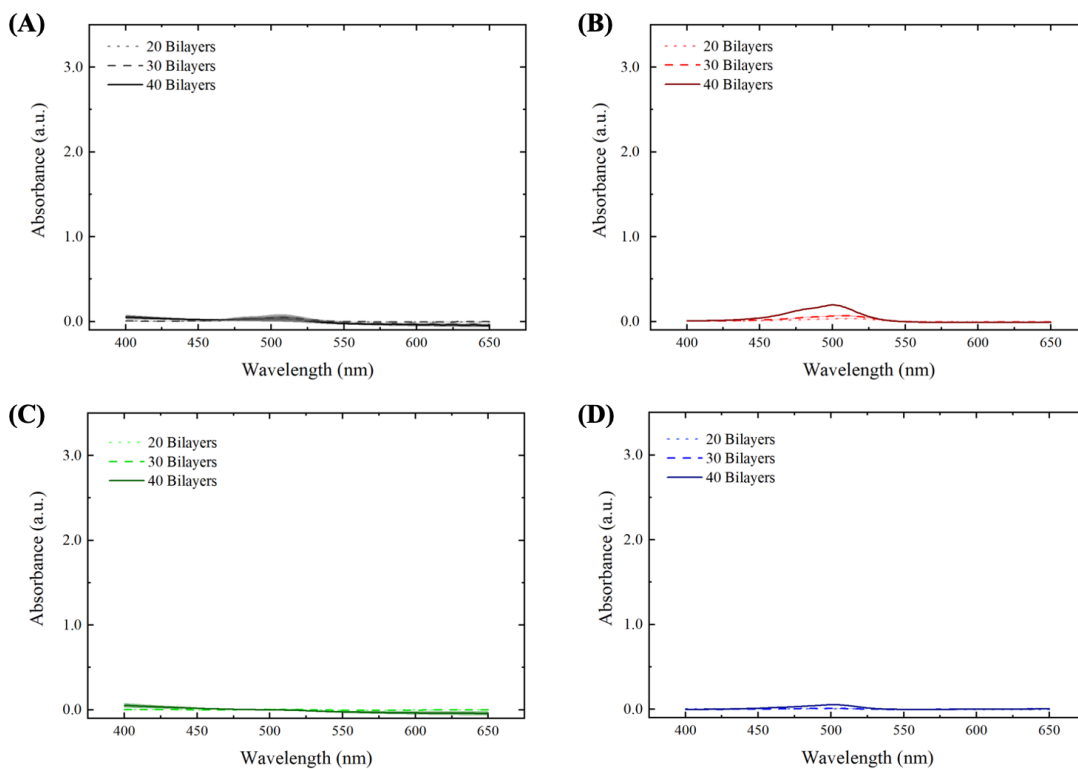 (A)
20 Bilayers
30 Bilayers
40 Bilayers
3.0
2.0
1.0
0.0
Absorbance (a.u.)
400 450 500 550 600 650
Wavelength (nm)
(B)
20 Bilayers
30 Bilayers
40 Bilayers
3.0
2.0
1.0
0.0
Absorbance (a.u.)
400 450 500 550 600 650
Wavelength (nm)
(C)
20 Bilayers
30 Bilayers
40 Bilayers
3.0
2.0
1.0
0.0
Absorbance (a.u.)
400 450 500 550 600 650
Wavelength (nm)
(D)
20 Bilayers
30 Bilayers
40 Bilayers
3.0
2.0
1.0
0.0
Absorbance (a.u.)
400 450 500 550 600 650
Wavelength (nm)